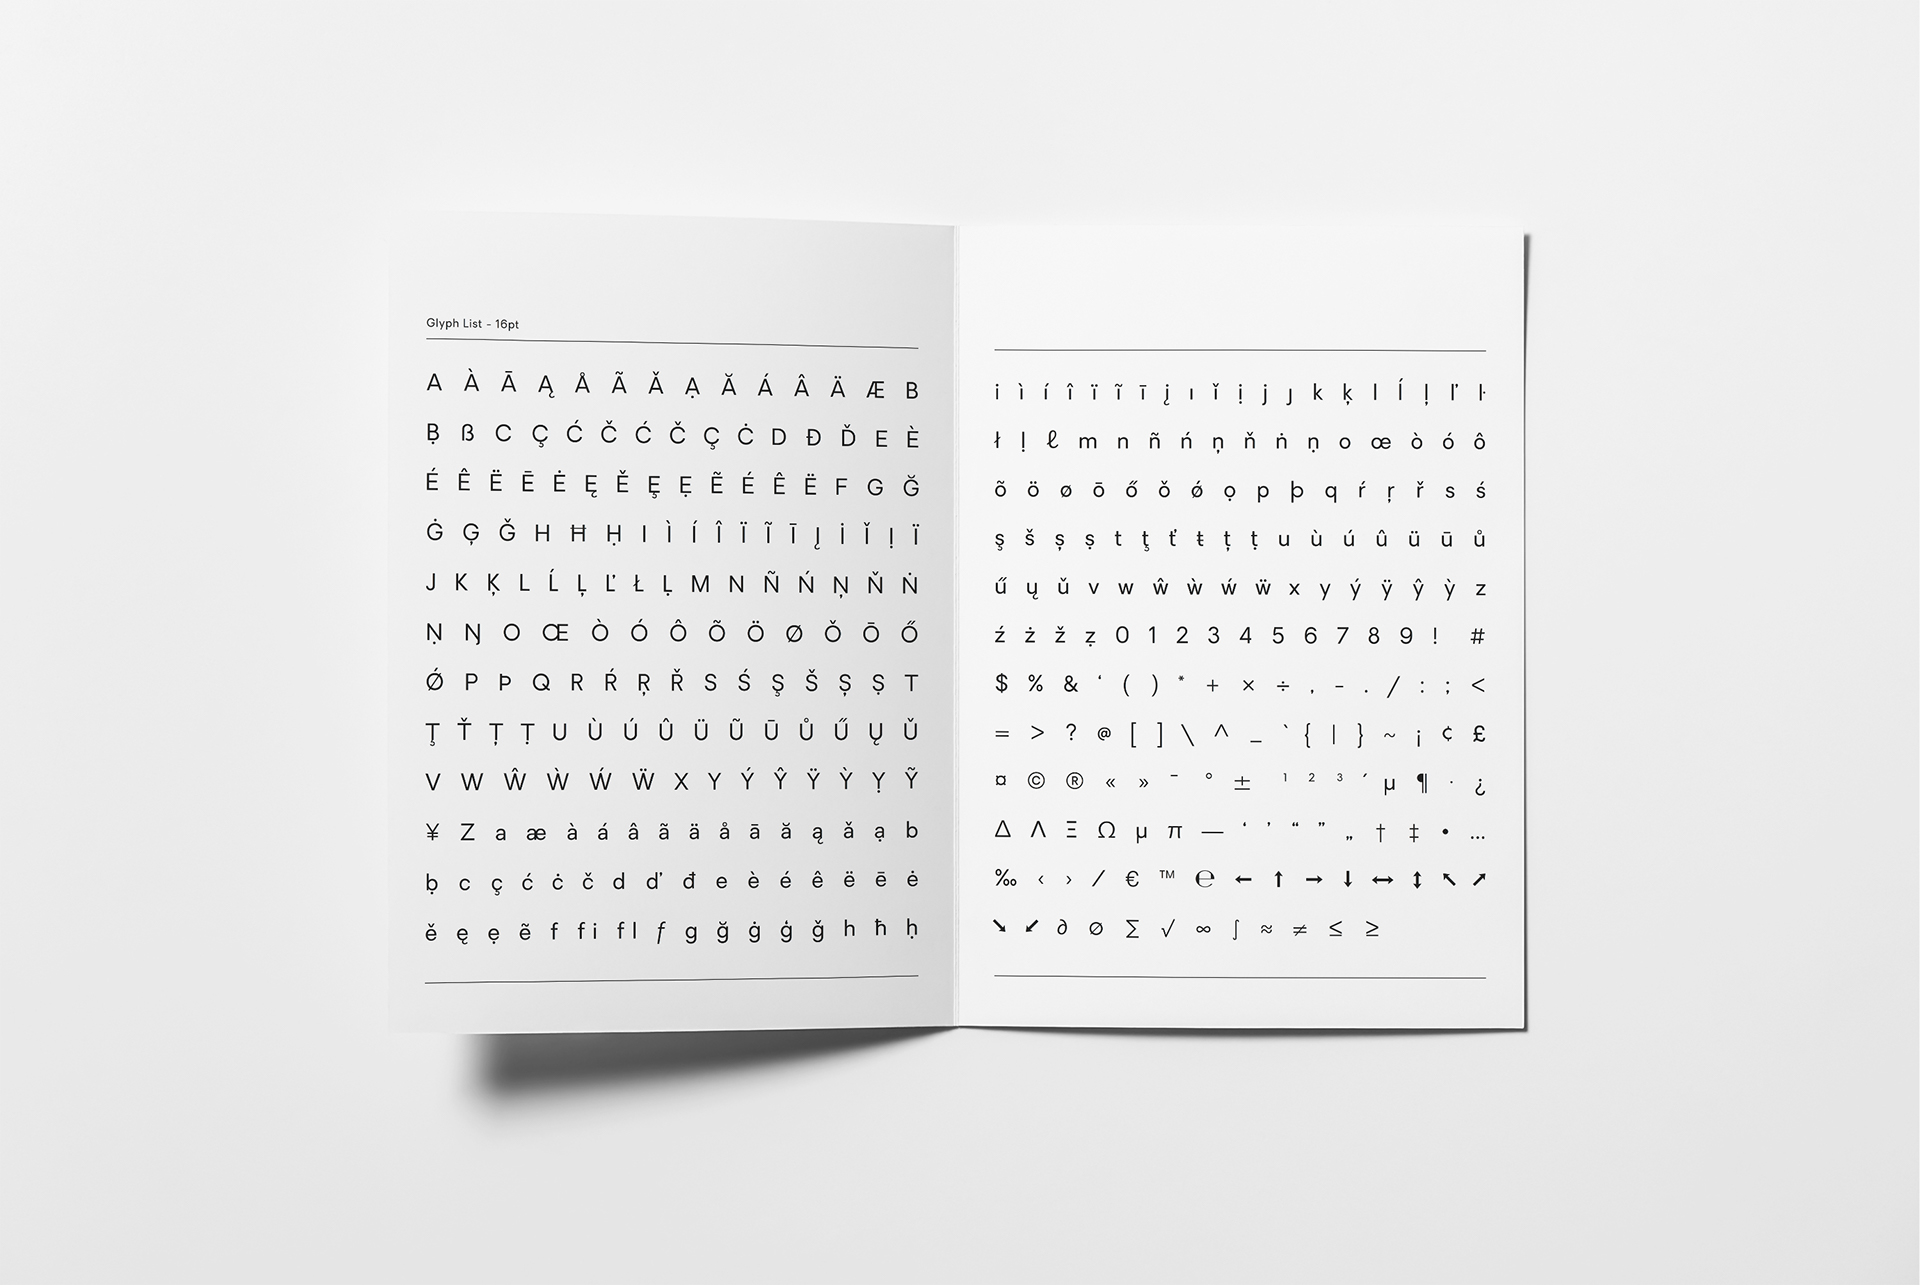 Glyph List - 16pt
A À Ā Ą Å Ã Ǎ Ạ Ă Á Â Ä Æ B
Ḅ ß C Ç Ć Č Ć Č Ç Ċ D Đ Ď E È
É Ê Ë Ē Ė Ę Ě Ȩ Ẹ Ẽ É Ê Ë F G Ğ
Ġ Ģ Ǧ H Ħ Ḥ I Ì Í Î Ï Ĩ Ī Į İ Ǐ Ị Ï
J K Ķ L Ĺ Ļ Ľ Ł Ḷ M N Ñ Ń Ņ Ň Ṅ
Ṇ Ŋ O Œ Ò Ó Ô Õ Ö Ø Ǒ Ō Ő
Ǿ P Þ Q R Ŕ Ŗ Ř S Ś Ş Š Ș Ṣ T
Ţ Ť Ț Ṭ U Ù Ú Û Ü Ũ Ū Ů Ű Ų Ǔ
V W Ŵ Ẁ Ẃ Ẅ X Y Ý Ŷ Ÿ Ỳ Ỵ Ỹ
¥ Z a æ à á â ã ä å ā ă ą ǎ ạ b
ḅ c ç ć ċ č d ď đ e è é ê ë ē ė
ě ę ẹ ẽ f fi fl ƒ g ğ ġ ģ ǧ h ħ ḥ
i ì í î ï ĩ ī į ı ǐ ị j ȷ k ķ l ĺ ļ ľ ŀ
ł ḷ ℓ m n ñ ń ņ ň ṅ ṇ o œ ò ó ô
õ ö ø ō ő ǒ ǿ ọ p þ q ŕ ŗ ř s ś
ş š ș ṣ t ţ ť ŧ ț ṭ u ù ú û ü ū ů
ű ų ǔ v w ŵ ẁ ẃ ẅ x y ý ÿ ŷ ỳ z
ź ż ž ẓ 0 1 2 3 4 5 6 7 8 9 ! #
$ % & ‘ ( ) * + × ÷ , - . / : ; <
= > ? @ [ ] \ ^ _ ` { | } ~ ¡ ¢ £
¤ © ® « » ¯ ° ± ¹ ² ³ ´ µ ¶ · ¿
Δ Λ Ξ Ω μ π — ‘ ’ “ ” „ † ‡ • …
‰ ‹ › ⁄ € ™ ℮ ← ↑ → ↓ ↔ ↕ ↖ ↗
↘ ↙ ∂ ∅ ∑ √ ∞ ∫ ≈ ≠ ≤ ≥